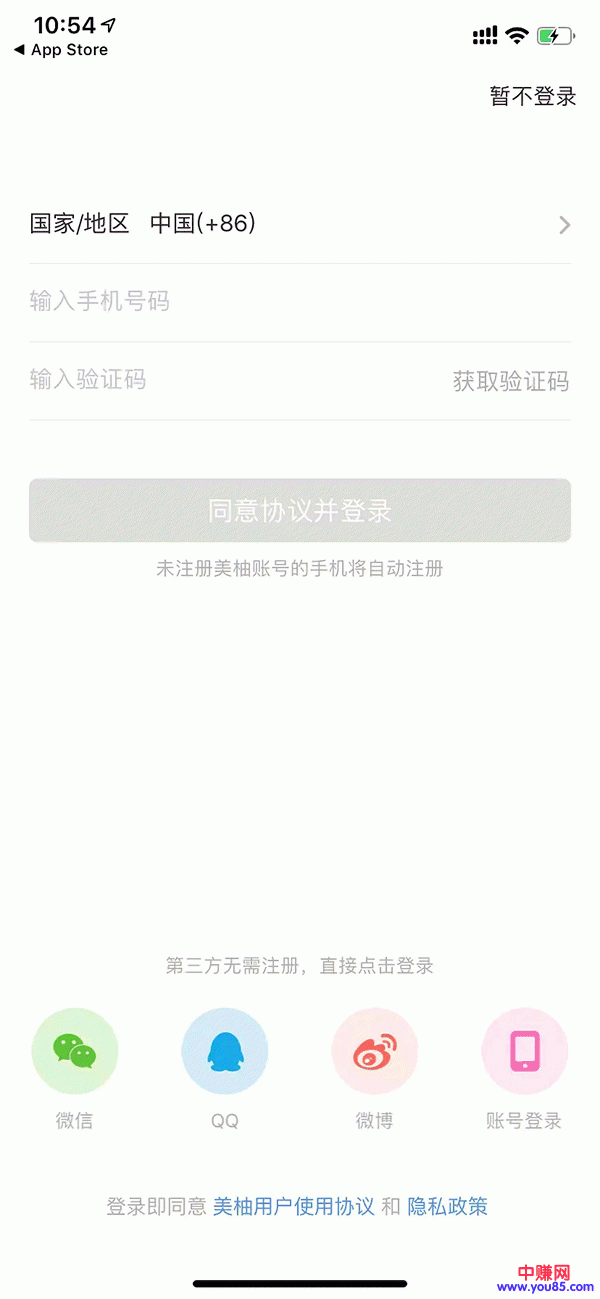 10:54
App Store
暂不登录
国家/地区 中国(+86)
输入手机号码
输入验证码 获取验证码
同意协议并登录
未注册美柚账号的手机将自动注册
第三方无需注册，直接点击登录
微信 QQ 微博 账号登录
登录即同意 美柚用户使用协议 和 隐私政策
中赚网
www.you85.com